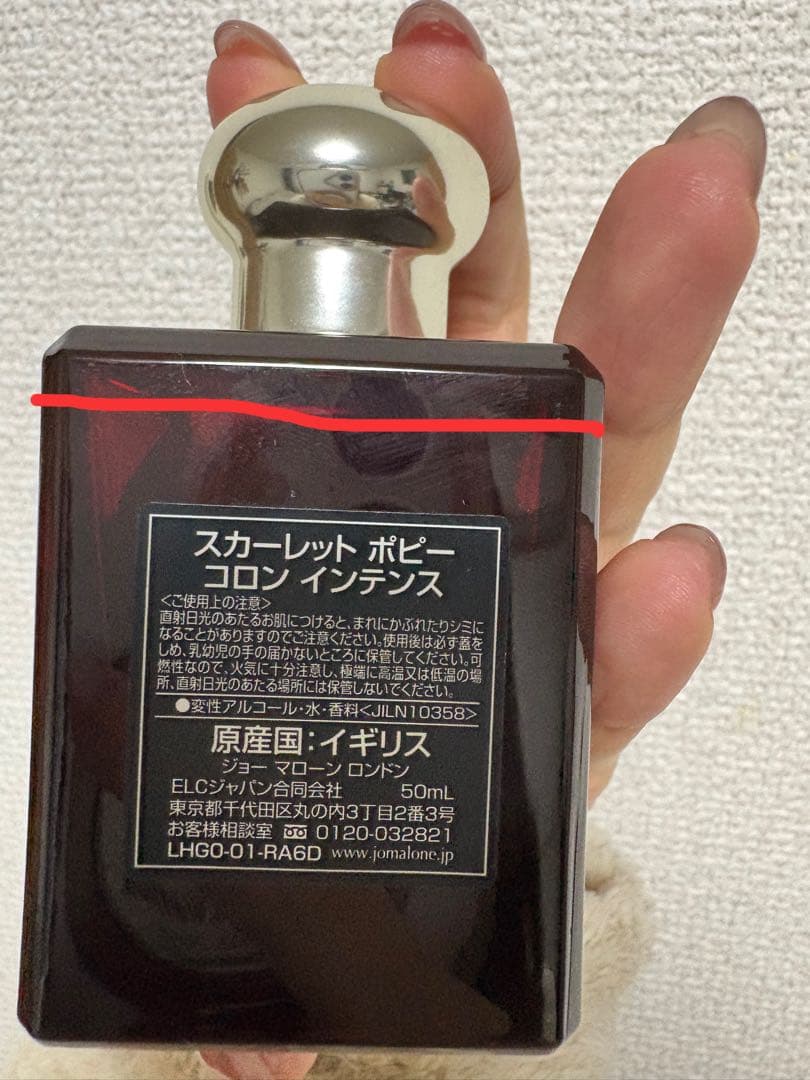 スカーレット ポピー
コロン インテンス
<ご使用上の注意>
直射日光のあたるお肌につけると、まれにかぶれたりシミに
なることがありますのでご注意ください。使用後は必ず蓋を
しめ、乳幼児の手の届かないところに保管してください。可
燃性なので、火気に十分注意し、極端に高温又は低温の場
所、直射日光のあたる場所には保管しないでください。
●変性アルコール・水・香料<JILN10358>
原産国:イギリス
ジョー マローン ロンドン
ELCジャパン合同会社 50mL
東京都千代田区丸の内3丁目2番3号
お客様相談室 0120-032821
LHG0-01-RA6D www.jomalone.jp